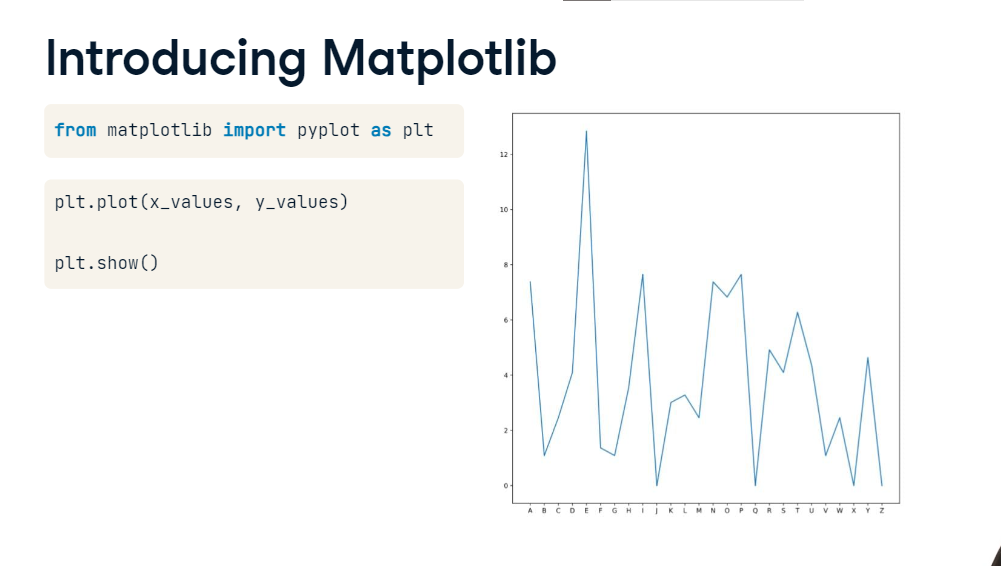 Introducing Matplotlib
from matplotlib import pyplot as plt
plt.plot(x_values, y_values)
plt.show()
12
10
8
6
4
2
0
A B C D E F G H I J K L M N O P Q R S T U V W X Y Z